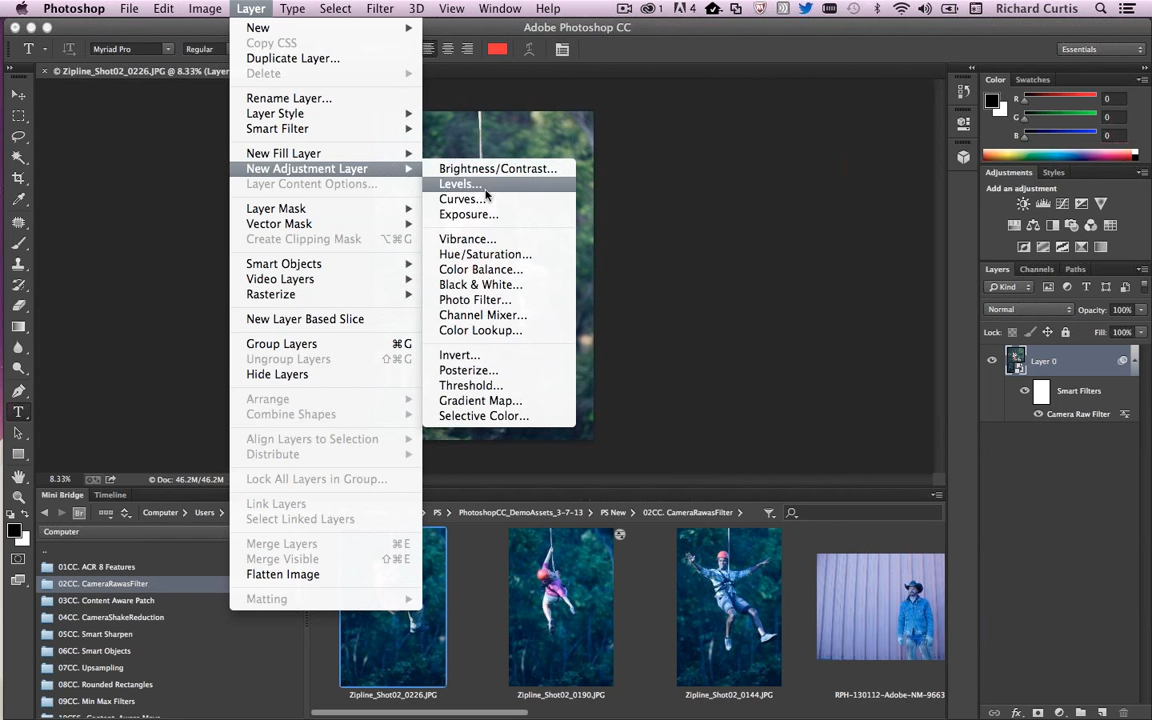 Photoshop File Edit Image Layer Type Select Filter 3D View Window Help 1 4 Richard Curtis
Adobe Photoshop CC
Myriad Pro Regular Essentials
© Zipline_Shot02_0226.JPG @ 8.33% (Layer
New
Copy CSS
Duplicate Layer...
Delete
Rename Layer...
Layer Style
Smart Filter
New Fill Layer
New Adjustment Layer
Layer Content Options...
Layer Mask
Vector Mask
Create Clipping Mask ⌥⌘G
Smart Objects
Video Layers
Rasterize
New Layer Based Slice
Group Layers ⌘G
Ungroup Layers ⇧⌘G
Hide Layers
Arrange
Combine Shapes
Align Layers to Selection
Distribute
Lock All Layers in Group...
Link Layers
Select Linked Layers
Merge Layers ⌘E
Merge Visible ⇧⌘E
Flatten Image
Matting
Brightness/Contrast...
Levels...
Curves...
Exposure...
Vibrance...
Hue/Saturation...
Color Balance...
Black & White...
Photo Filter...
Channel Mixer...
Color Lookup...
Invert...
Posterize...
Threshold...
Gradient Map...
Selective Color...
Color Swatches
R 0
G 0
B 0
Adjustments Styles
Add an adjustment
Layers Channels Paths
Kind
Normal Opacity: 100%
Lock: Fill: 100%
Layer 0
Smart Filters
Camera Raw Filter
8.33% Doc: 46.2M/46.2M
Mini Bridge Timeline
Br Computer Users PS PhotoshopCC_DemoAssets_3-7-13 PS New 02CC. CameraRawasFilter
Computer
..
01CC. ACR 8 Features
02CC. CameraRawasFilter
03CC. Content Aware Patch
04CC. CameraShakeReduction
05CC. Smart Sharpen
06CC. Smart Objects
07CC. Upsampling
08CC. Rounded Rectangles
09CC. Min Max Filters
Zipline_Shot02_0226.JPG
Zipline_Shot02_0190.JPG
Zipline_Shot02_0144.JPG
RPH-130112-Adobe-NM-9663